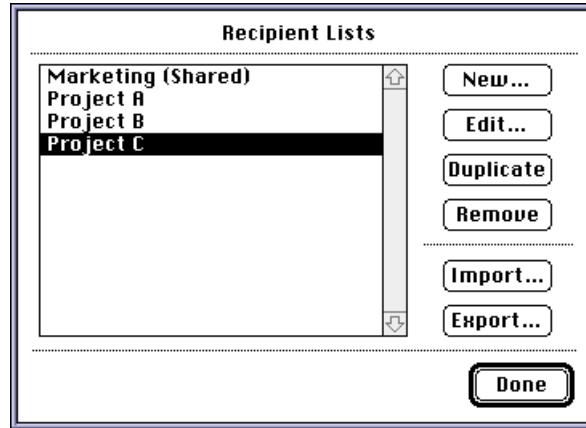 Recipient Lists
Marketing (Shared)
Project A
Project B
Project C
New...
Edit...
Duplicate
Remove
Import...
Export...
Done